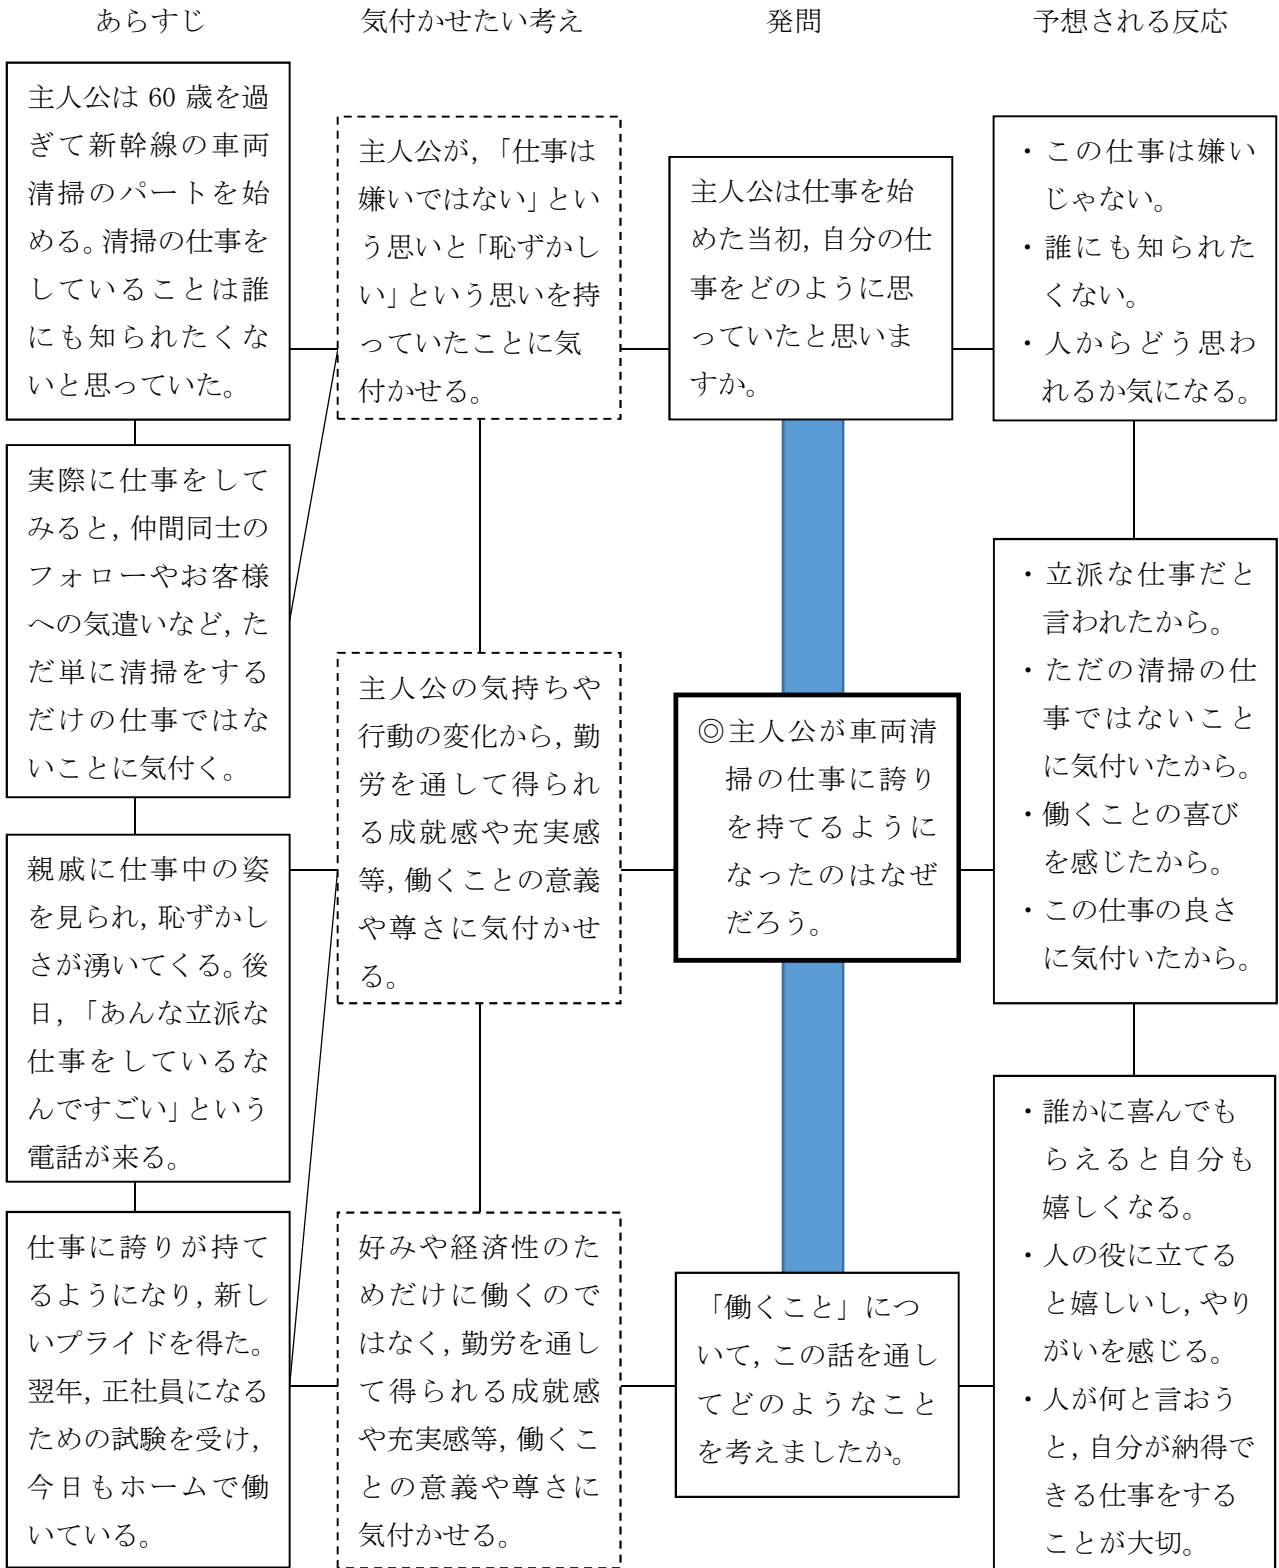 あらすじ
主人公は 60 歳を過
ぎて新幹線の車両
清掃のパートを始
める。清掃の仕事を
していることは誰
にも知られたくな
いと思っていた。
実際に仕事をして
みると,仲間同士の
フォローやお客様
への気遣いなど,た
だ単に清掃をする
だけの仕事ではな
いことに気付く。
親戚に仕事中の姿
を見られ,恥ずかし
さが湧いてくる。後
日,「あんな立派な
仕事をしているな
んですごい」という
電話が来る。
仕事に誇りが持て
るようになり,新し
いプライドを得た。
翌年,正社員になる
ための試験を受け,
今日もホームで働
いている。
気付かせたい考え
主人公が,「仕事は
嫌いではない」とい
う思いと「恥ずかし
い」という思いを持
っていたことに気
付かせる。
主人公の気持ちや
行動の変化から,勤
労を通して得られ
る成就感や充実感
等,働くことの意義
や尊さに気付かせ
る。
好みや経済性のた
めだけに働くので
はなく,勤労を通し
て得られる成就感
や充実感等,働くこ
との意義や尊さに
気付かせる。
発問
主人公は仕事を始
めた当初,自分の仕
事をどのように思
っていたと思いま
すか。
◎主人公が車両清
掃の仕事に誇り
を持てるように
なったのはなぜ
だろう。
「働くこと」につ
いて,この話を通し
てどのようなこと
を考えましたか。
予想される反応
・この仕事は嫌い
じゃない。
・誰にも知られた
くない。
・人からどう思わ
れるか気になる。
・立派な仕事だと
言われたから。
・ただの清掃の仕
事ではないこと
に気付いたから。
・働くことの喜び
を感じたから。
・この仕事の良さ
に気付いたから。
・誰かに喜んでも
らえると自分も
嬉しくなる。
・人の役に立てる
と嬉しいし,やり
がいを感じる。
・人が何と言おう
と,自分が納得で
きる仕事をする
ことが大切。